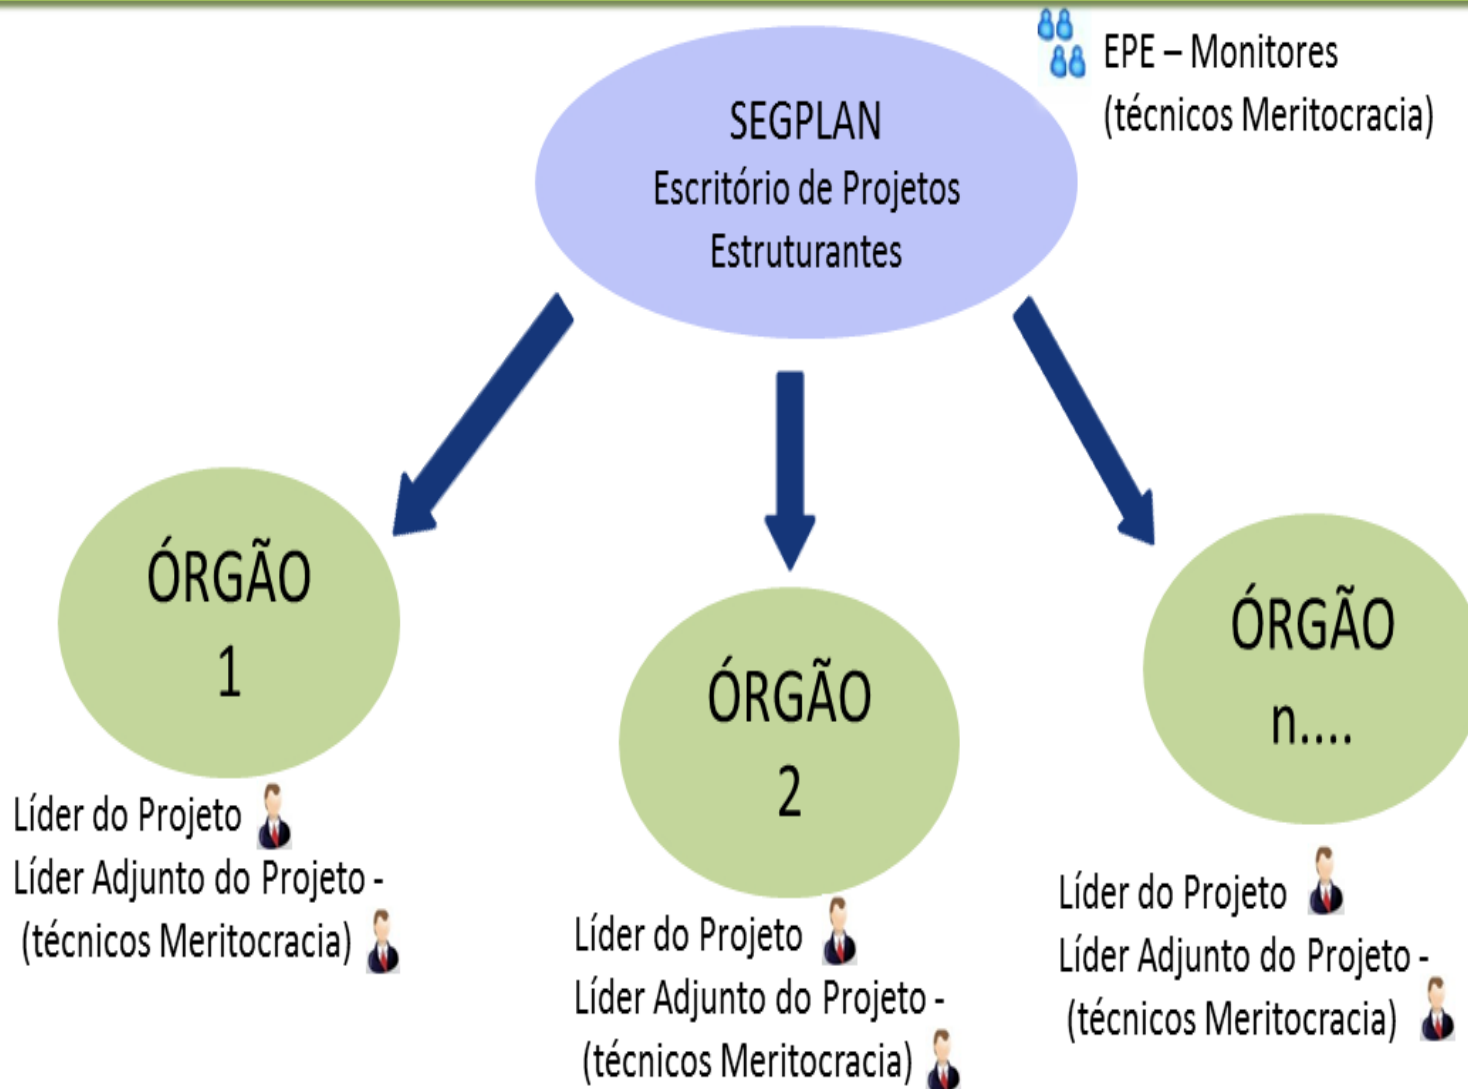 EPE – Monitores
(técnicos Meritocracia)
SEGPLAN
Escritório de Projetos
Estruturantes
ÓRGÃO
1
Líder do Projeto
Líder Adjunto do Projeto -
(técnicos Meritocracia)
ÓRGÃO
2
Líder do Projeto
Líder Adjunto do Projeto -
(técnicos Meritocracia)
ÓRGÃO
n....
Líder do Projeto
Líder Adjunto do Projeto -
(técnicos Meritocracia)